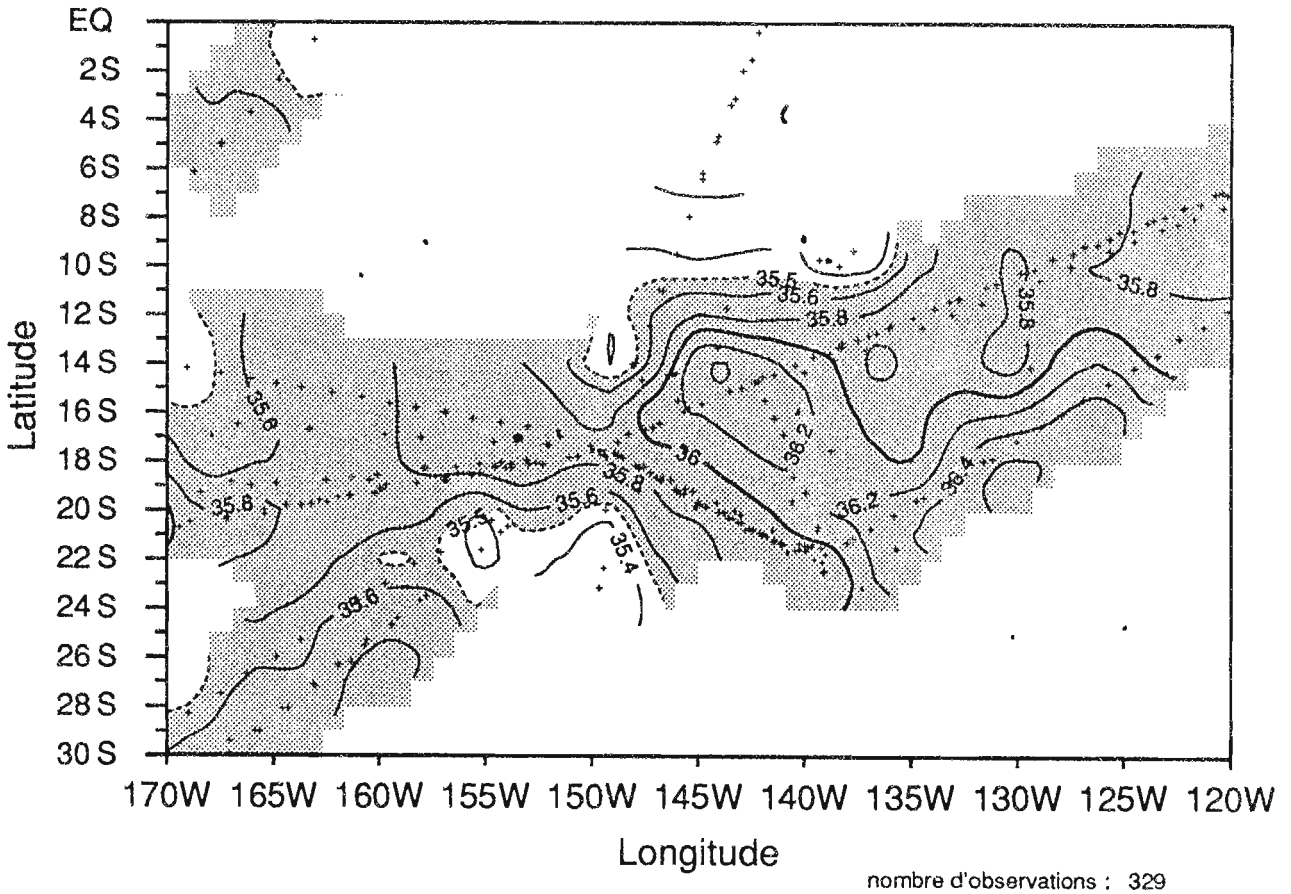 EQ
2S
4S
6S
8S
10S
12S
14S
16S
18S
20S
22S
24S
26S
28S
30S
Latitude
35.5
35.6
35.8
35.8
35.8
35.8
36.2
36
35.8
35.6
35.8
36.4
36.2
35.5
35.4
35.6
170W 165W 160W 155W 150W 145W 140W 135W 130W 125W 120W
Longitude
nombre d'observations : 329